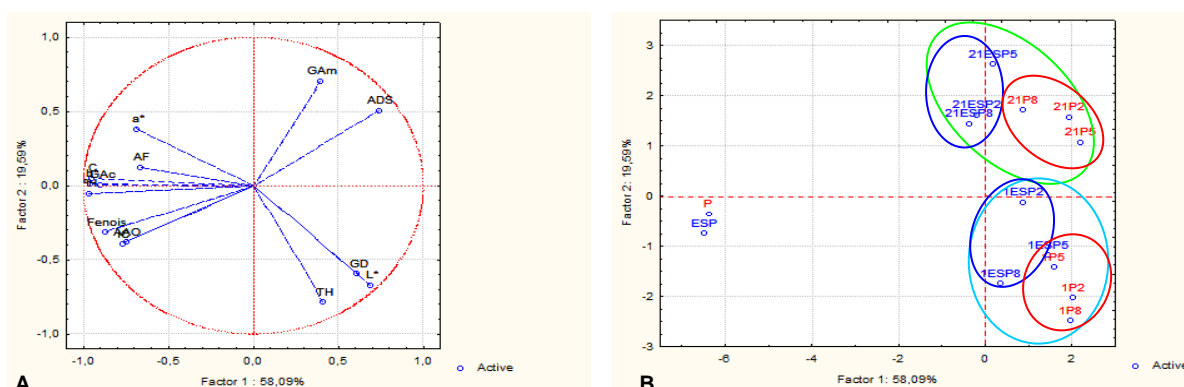 1,0
GAm
ADS
0,5
a*
AF
GAc
0,0
Fenois
-0,5
GD
L*
TH
-1,0
-1,0 -0,5 0,0 0,5 1,0
Factor 2 : 19,59%
Factor 1 : 58,09%
Active
A
3
21ESP5
2
21ESP2
21ESP8
21P8
21P2
21P5
1
0
P
ESP
1ESP2
-1
1ESP5
1P5
1ESP8
-2
1P2
1P8
-3
-6 -4 -2 0 2
Factor 2 : 19,59%
Factor 1: 58,09%
Active
B